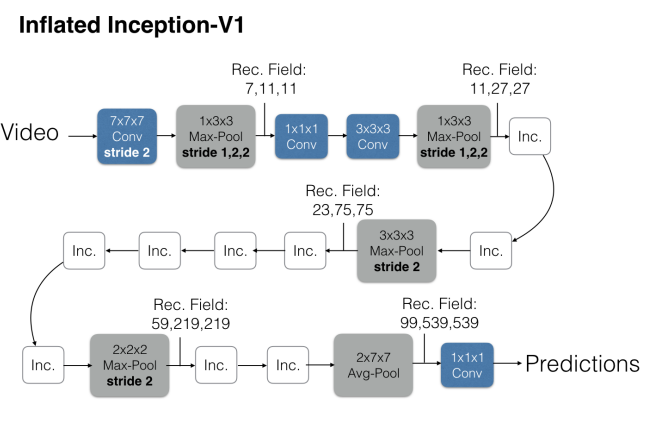 Inflated Inception-V1
Rec. Field:
7,11,11
Rec. Field:
11,27,27
Video
7x7x7
Conv
stride 2
1x3x3
Max-Pool
stride 1,2,2
1x1x1
Conv
3x3x3
Conv
1x3x3
Max-Pool
stride 1,2,2
Inc.
Rec. Field:
23,75,75
Inc.
Inc.
Inc.
Inc.
3x3x3
Max-Pool
stride 2
Inc.
Rec. Field:
59,219,219
Rec. Field:
99,539,539
Inc.
2x2x2
Max-Pool
stride 2
Inc.
Inc.
2x7x7
Avg-Pool
1x1x1
Conv
Predictions